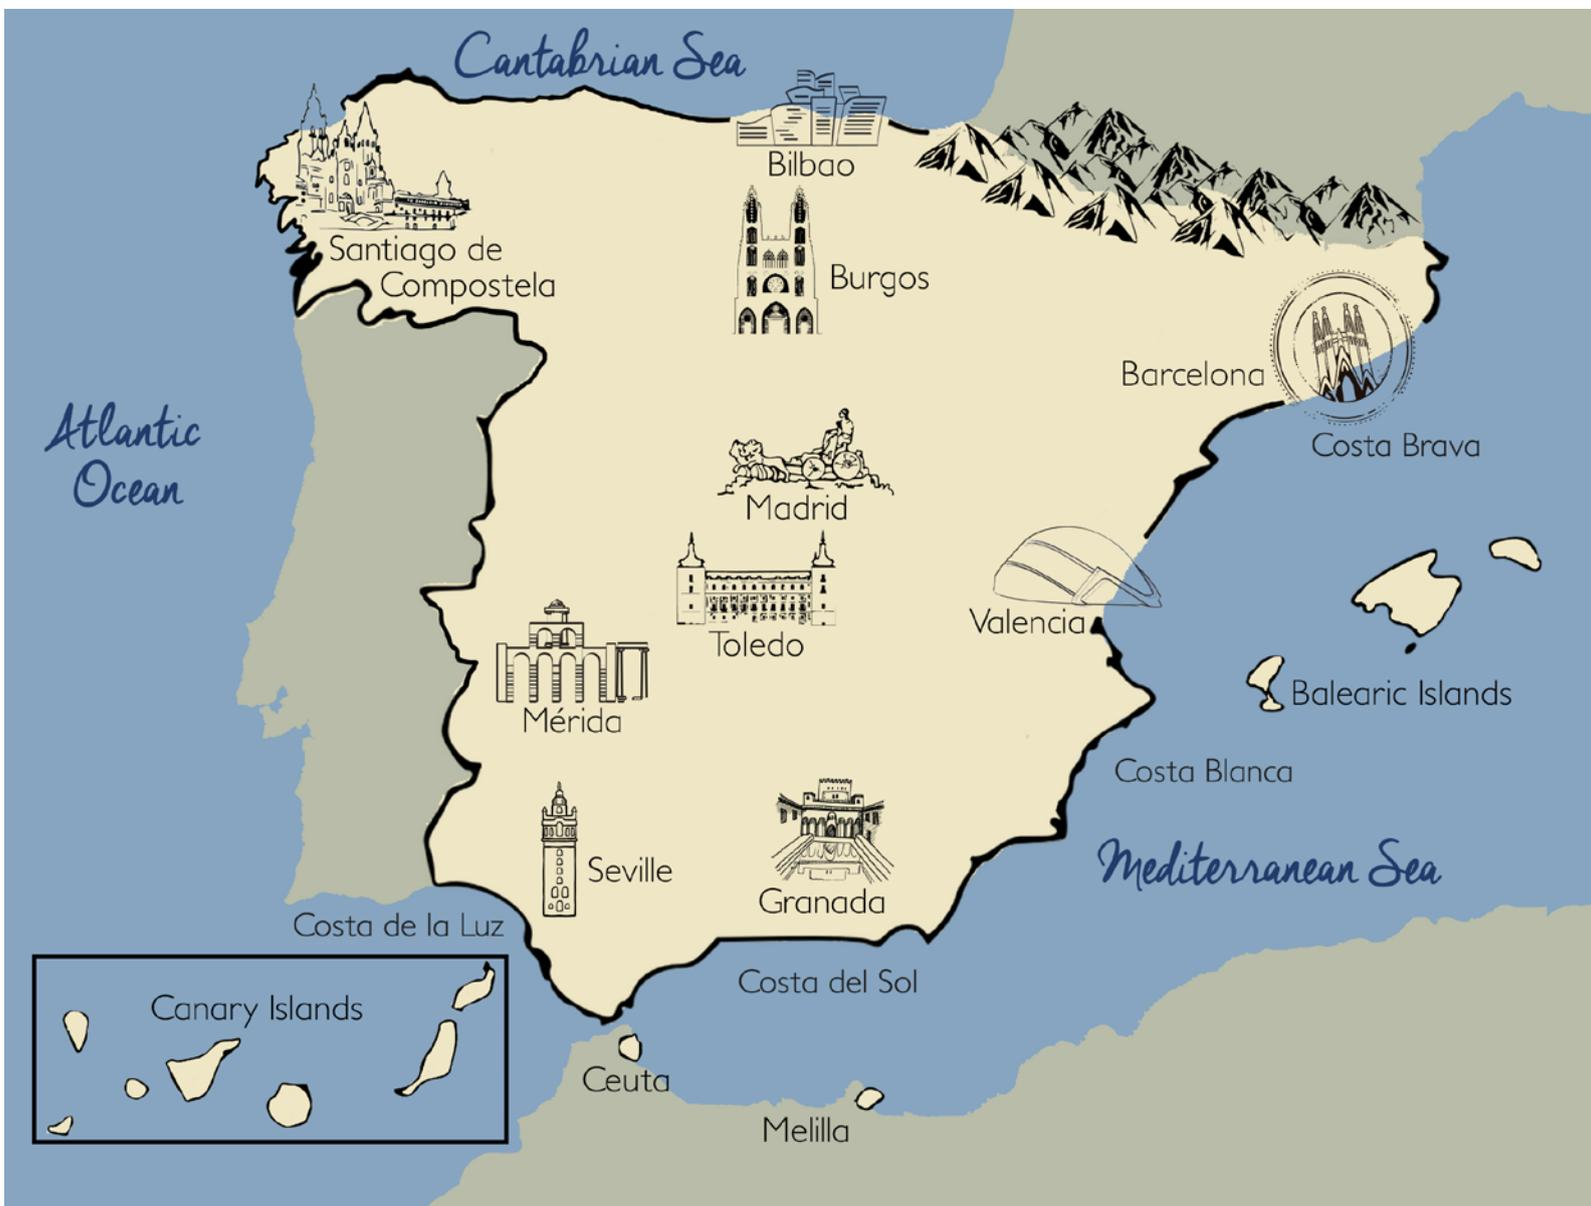 Cantabrian Sea
Bilbao
Santiago de
Compostela
Burgos
Barcelona
Atlantic
Ocean
Costa Brava
Madrid
Valencia
Toledo
Balearic Islands
Mérida
Costa Blanca
Mediterranean Sea
Seville
Granada
Costa de la Luz
Costa del Sol
Canary Islands
Ceuta
Melilla